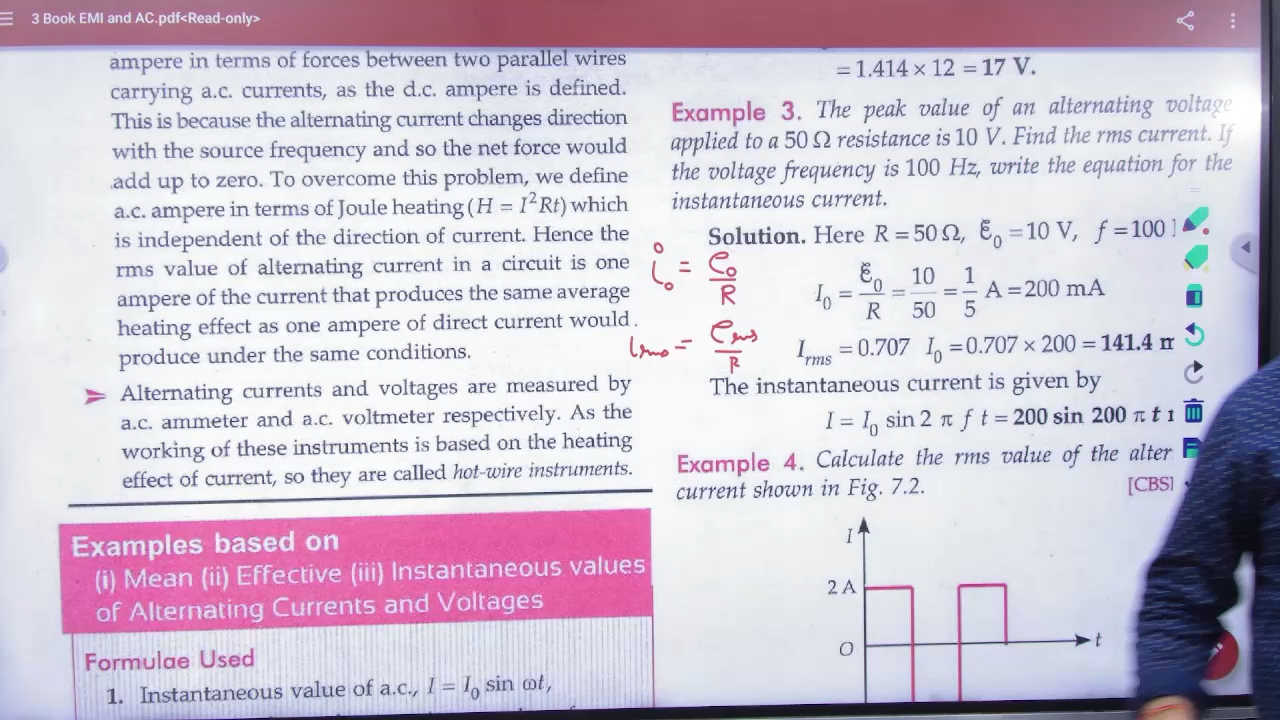 3 Book EMI and AC.pdf<Read-only>
ampere in terms of forces between two parallel wires
carrying a.c. currents, as the d.c. ampere is defined.
This is because the alternating current changes direction
with the source frequency and so the net force would
add up to zero. To overcome this problem, we define
a.c. ampere in terms of Joule heating (H = I²Rt) which
is independent of the direction of current. Hence the
rms value of alternating current in a circuit is one
ampere of the current that produces the same average
heating effect as one ampere of direct current would.
produce under the same conditions.
➢ Alternating currents and voltages are measured by
a.c. ammeter and a.c. voltmeter respectively. As the
working of these instruments is based on the heating
effect of current, so they are called hot-wire instruments.
Examples based on
(i) Mean (ii) Effective (iii) Instantaneous values
of Alternating Currents and Voltages
Formulae Used
1. Instantaneous value of a.c., I = I₀ sin ωt,
i₀ = e₀/R
Irms = erms/R
= 1.414 × 12 = 17 V.
Example 3. The peak value of an alternating voltage
applied to a 50 Ω resistance is 10 V. Find the rms current. If
the voltage frequency is 100 Hz, write the equation for the
instantaneous current.
Solution. Here R = 50 Ω, ℰ₀ = 10 V, f = 100
I₀ = ℰ₀/R = 10/50 = 1/5 A = 200 mA
Irms = 0.707 I₀ = 0.707 × 200 = 141.4
The instantaneous current is given by
I = I₀ sin 2 π f t = 200 sin 200 π t
Example 4. Calculate the rms value of the
current shown in Fig. 7.2.
I
2 A
O
t